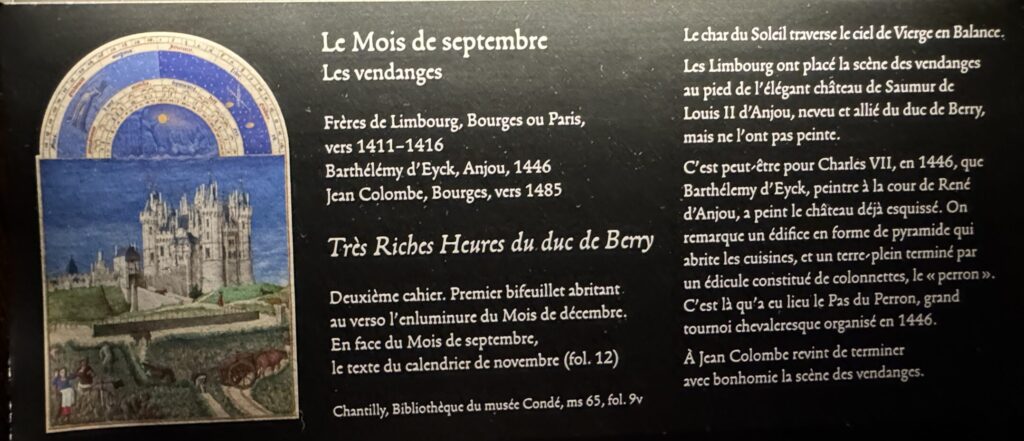 Le Mois de septembre
Les vendanges
Frères de Limbourg, Bourges ou Paris,
vers 1411–1416
Barthélémy d’Eyck, Anjou, 1446
Jean Colombe, Bourges, vers 1485
Très Riches Heures du duc de Berry
Deuxième cahier. Premier bifeuillet abritant
au verso l’enluminure du Mois de décembre.
En face du Mois de septembre,
le texte du calendrier de novembre (fol. 12)
Chantilly, Bibliothèque du musée Condé, ms 65, fol. 9v
Le char du Soleil traverse le ciel de Vierge en Balance.
Les Limbourg ont placé la scène des vendanges
au pied de l’élégant château de Saumur de
Louis II d’Anjou, neveu et allié du duc de Berry,
mais ne l’ont pas peinte.
C’est peut-être pour Charles VII, en 1446, que
Barthélemy d’Eyck, peintre à la cour de René
d’Anjou, a peint le château déjà esquissé. On
remarque un édifice en forme de pyramide qui
abrite les cuisines, et un terre-plein terminé par
un édicule constitué de colonnettes, le « perron ».
C’est là qu’a eu lieu le Pas du Perron, grand
tournoi chevaleresque organisé en 1446.
À Jean Colombe revint de terminer
avec bonhomie la scène des vendanges.